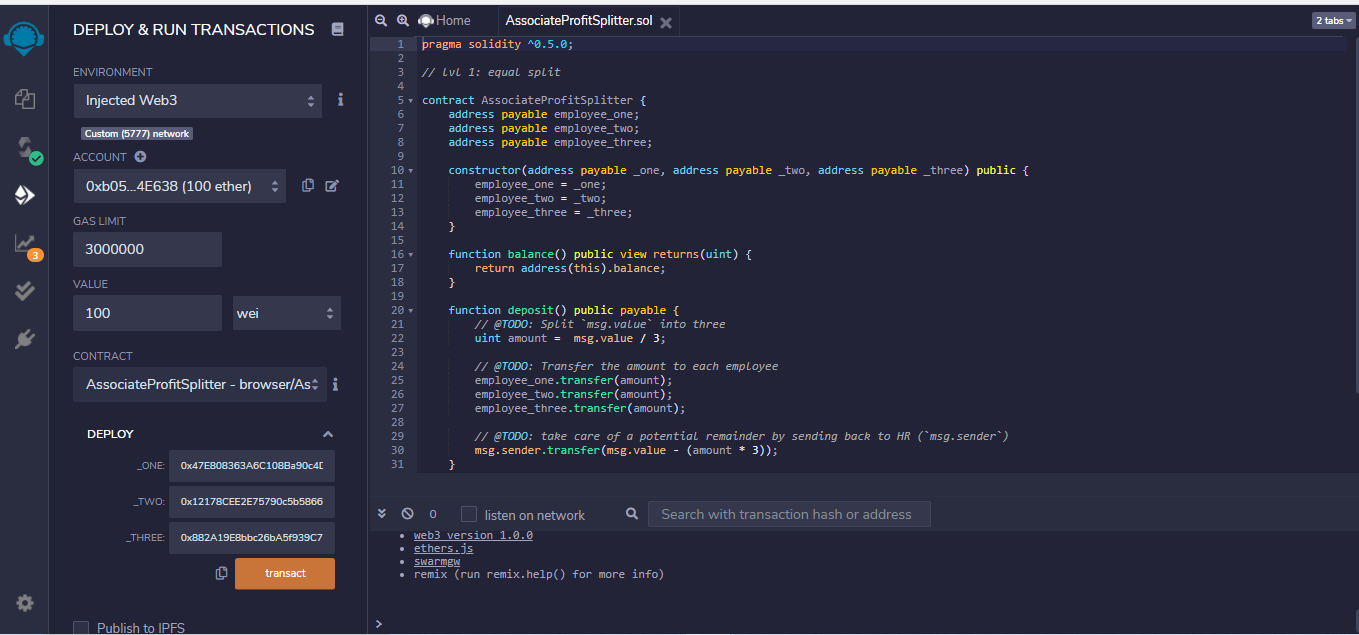 DEPLOY & RUN TRANSACTIONS
ENVIRONMENT
Injected Web3
Custom (5777) network
ACCOUNT
0xb05...4E638 (100 ether)
GAS LIMIT
3000000
3
VALUE
100
wei
CONTRACT
AssociateProfitSplitter - browser/As
DEPLOY
_ONE:
0x47E808363A6C108Ba90c4D
_TWO:
0x12178CEE2E75790c5b5866
_THREE:
0x882A19E8bbc26bA5f939C7
transact
Publish to IPFS
Home
AssociateProfitSplitter.sol
2 tabs
1 pragma solidity ^0.5.0;
2
3 // lvl 1: equal split
4
5 contract AssociateProfitSplitter {
6 address payable employee_one;
7 address payable employee_two;
8 address payable employee_three;
9
10 constructor(address payable _one, address payable _two, address payable _three) public {
11 employee_one = _one;
12 employee_two = _two;
13 employee_three = _three;
14 }
15
16 function balance() public view returns(uint) {
17 return address(this).balance;
18 }
19
20 function deposit() public payable {
21 // @TODO: Split `msg.value` into three
22 uint amount =  msg.value / 3;
23
24 // @TODO: Transfer the amount to each employee
25 employee_one.transfer(amount);
26 employee_two.transfer(amount);
27 employee_three.transfer(amount);
28
29 // @TODO: take care of a potential remainder by sending back to HR (`msg.sender`)
30 msg.sender.transfer(msg.value - (amount * 3));
31 }
0
listen on network
Search with transaction hash or address
• web3 version 1.0.0
• ethers.js
• swarmgw
• remix (run remix.help() for more info)
>